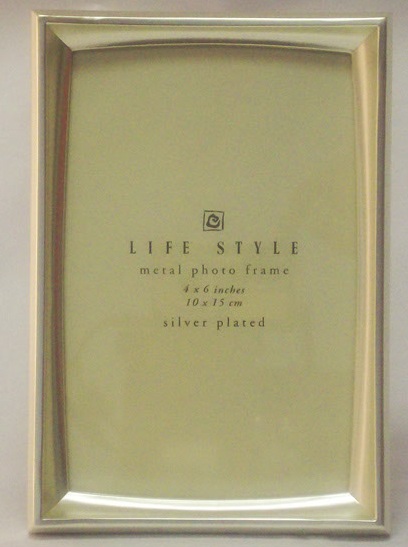 LIFE STYLE
metal photo frame
4 x 6 inches
10 x 15 cm
silver plated